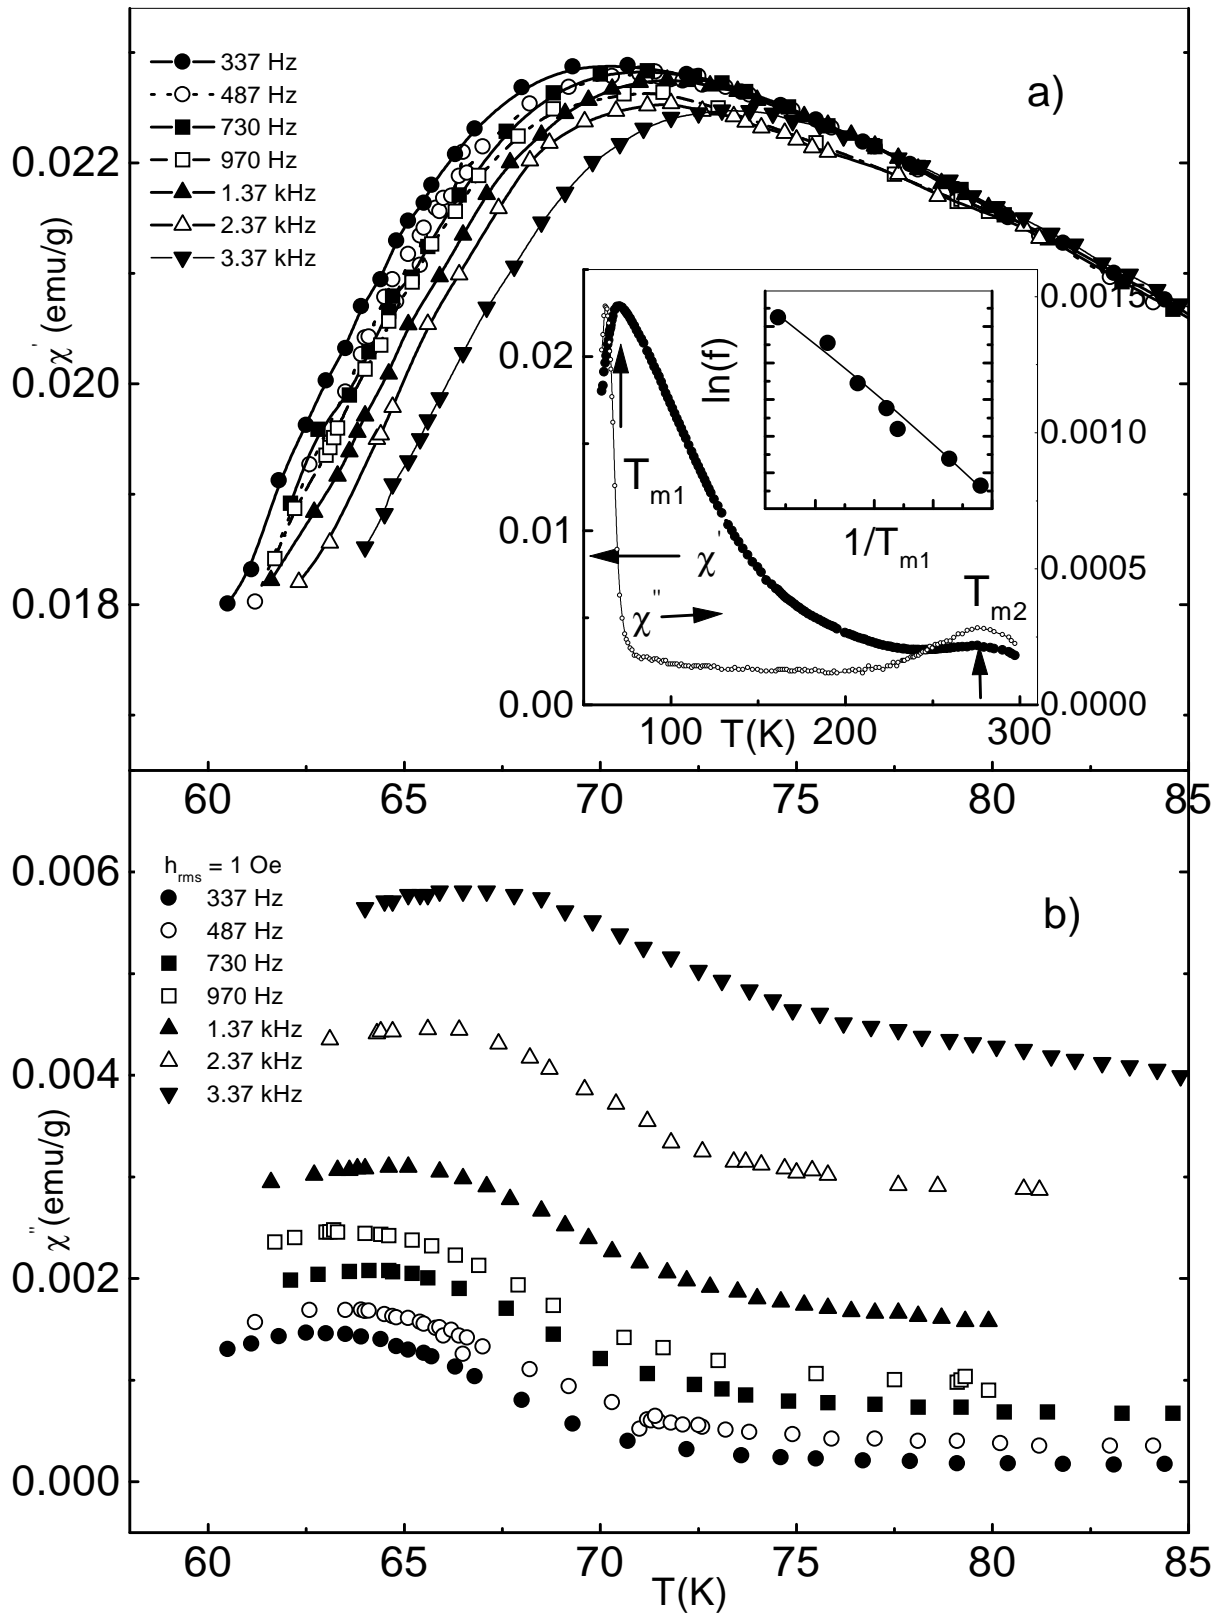 337 Hz
487 Hz
730 Hz
970 Hz
1.37 kHz
2.37 kHz
3.37 kHz
a)
0.022
0.020
0.018
χ' (emu/g)
0.02
0.01
0.00
0.0015
0.0010
0.0005
0.0000
ln(f)
1/Tm1
Tm1
χ'
χ''
Tm2
100 T(K) 200 300
60 65 70 75 80 85
hrms = 1 Oe
337 Hz
487 Hz
730 Hz
970 Hz
1.37 kHz
2.37 kHz
3.37 kHz
b)
0.006
0.004
0.002
0.000
χ'' (emu/g)
60 65 70 75 80 85
T(K)